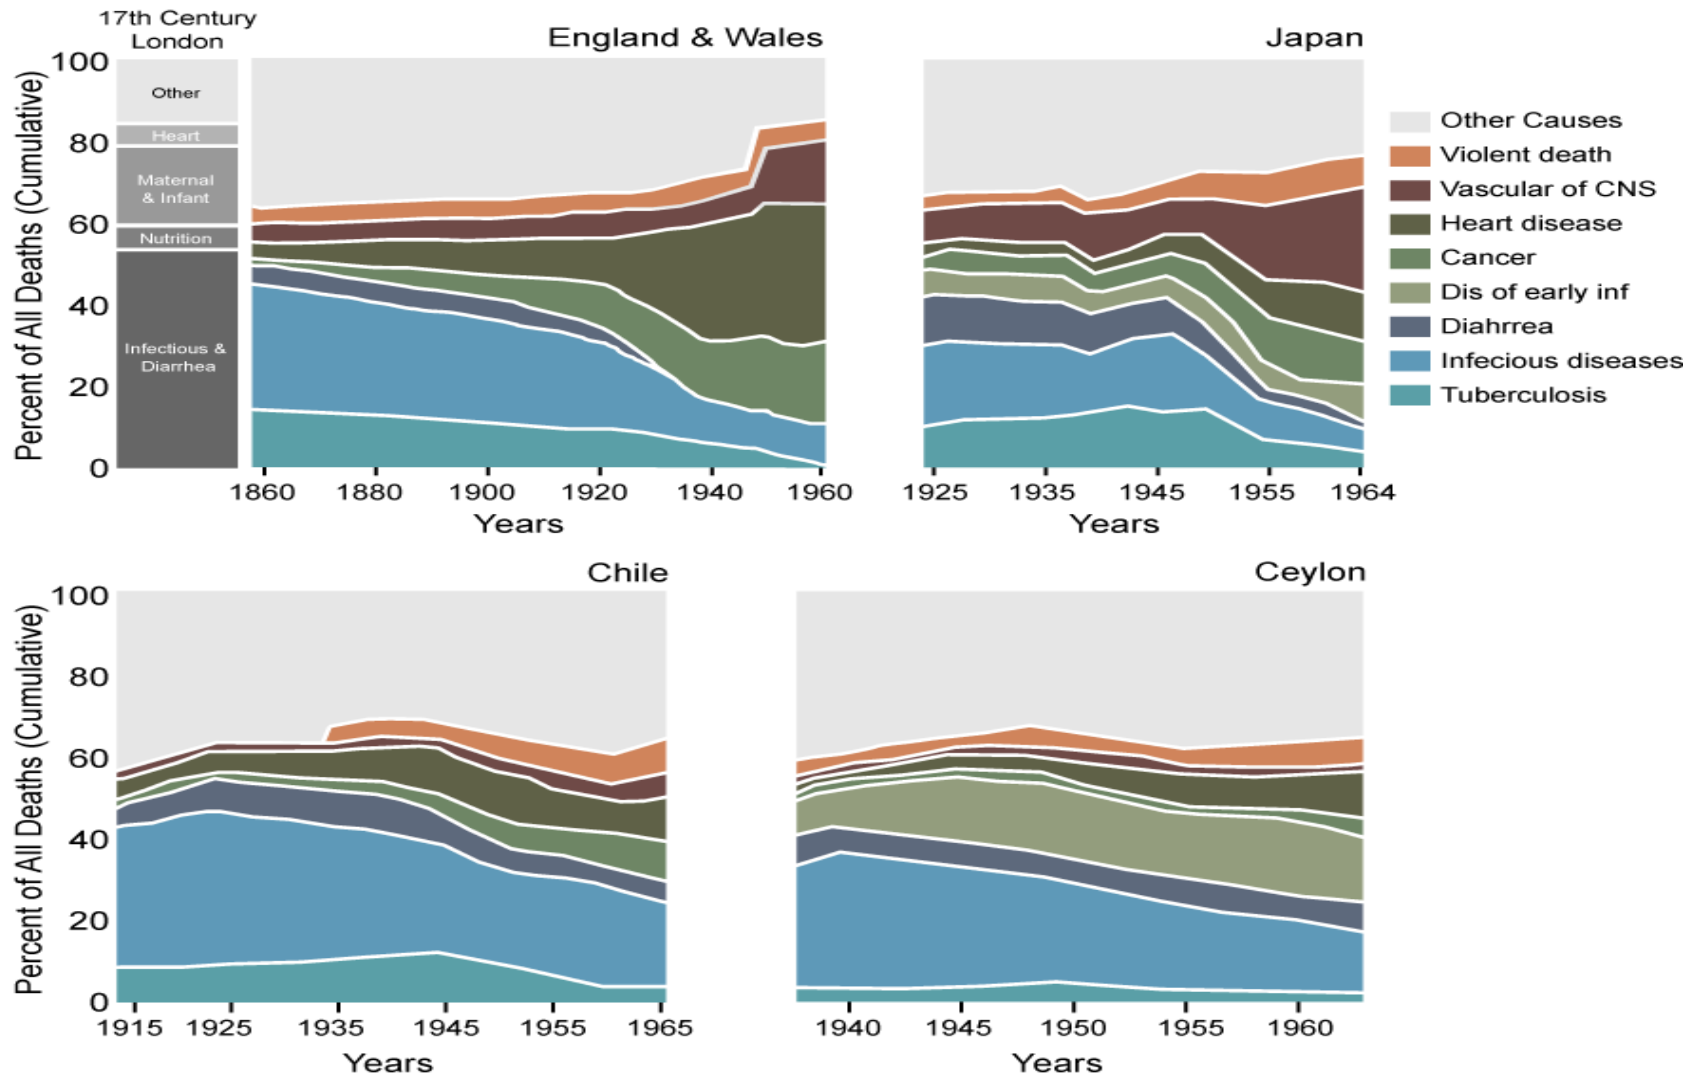 17th Century
London
England & Wales
Japan
Percent of All Deaths (Cumulative)
100
80
60
40
20
0
Other
Heart
Maternal
& Infant
Nutrition
Infectious &
Diarrhea
1860
1880
1900
1920
1940
1960
Years
1925
1935
1945
1955
1964
Years
Other Causes
Violent death
Vascular of CNS
Heart disease
Cancer
Dis of early inf
Diahrrea
Infecious diseases
Tuberculosis
Chile
Ceylon
Percent of All Deaths (Cumulative)
100
80
60
40
20
0
1915
1925
1935
1945
1955
1965
Years
1940
1945
1950
1955
1960
Years